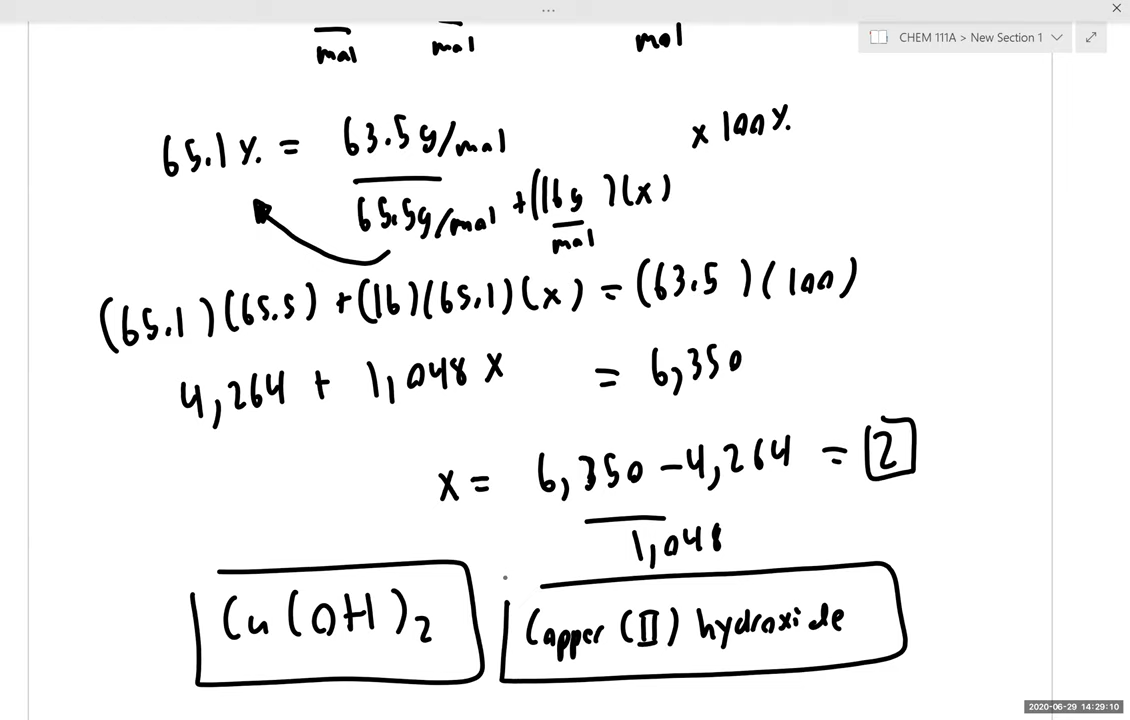 mol mol mol
CHEM 111A > New Section 1
65.1% = 63.5g/mol x 100%
65.5g/mol + (16g )(x)
mol
(65.1)(65.5) + (16)(65.1)(x) = (63.5 )(100)
4,264 + 1,048 x = 6,350
x = 6,350 - 4,264 = 2
1,048
Cu(OH)2 Copper (II) hydroxide
2020-06-29 14:29:10